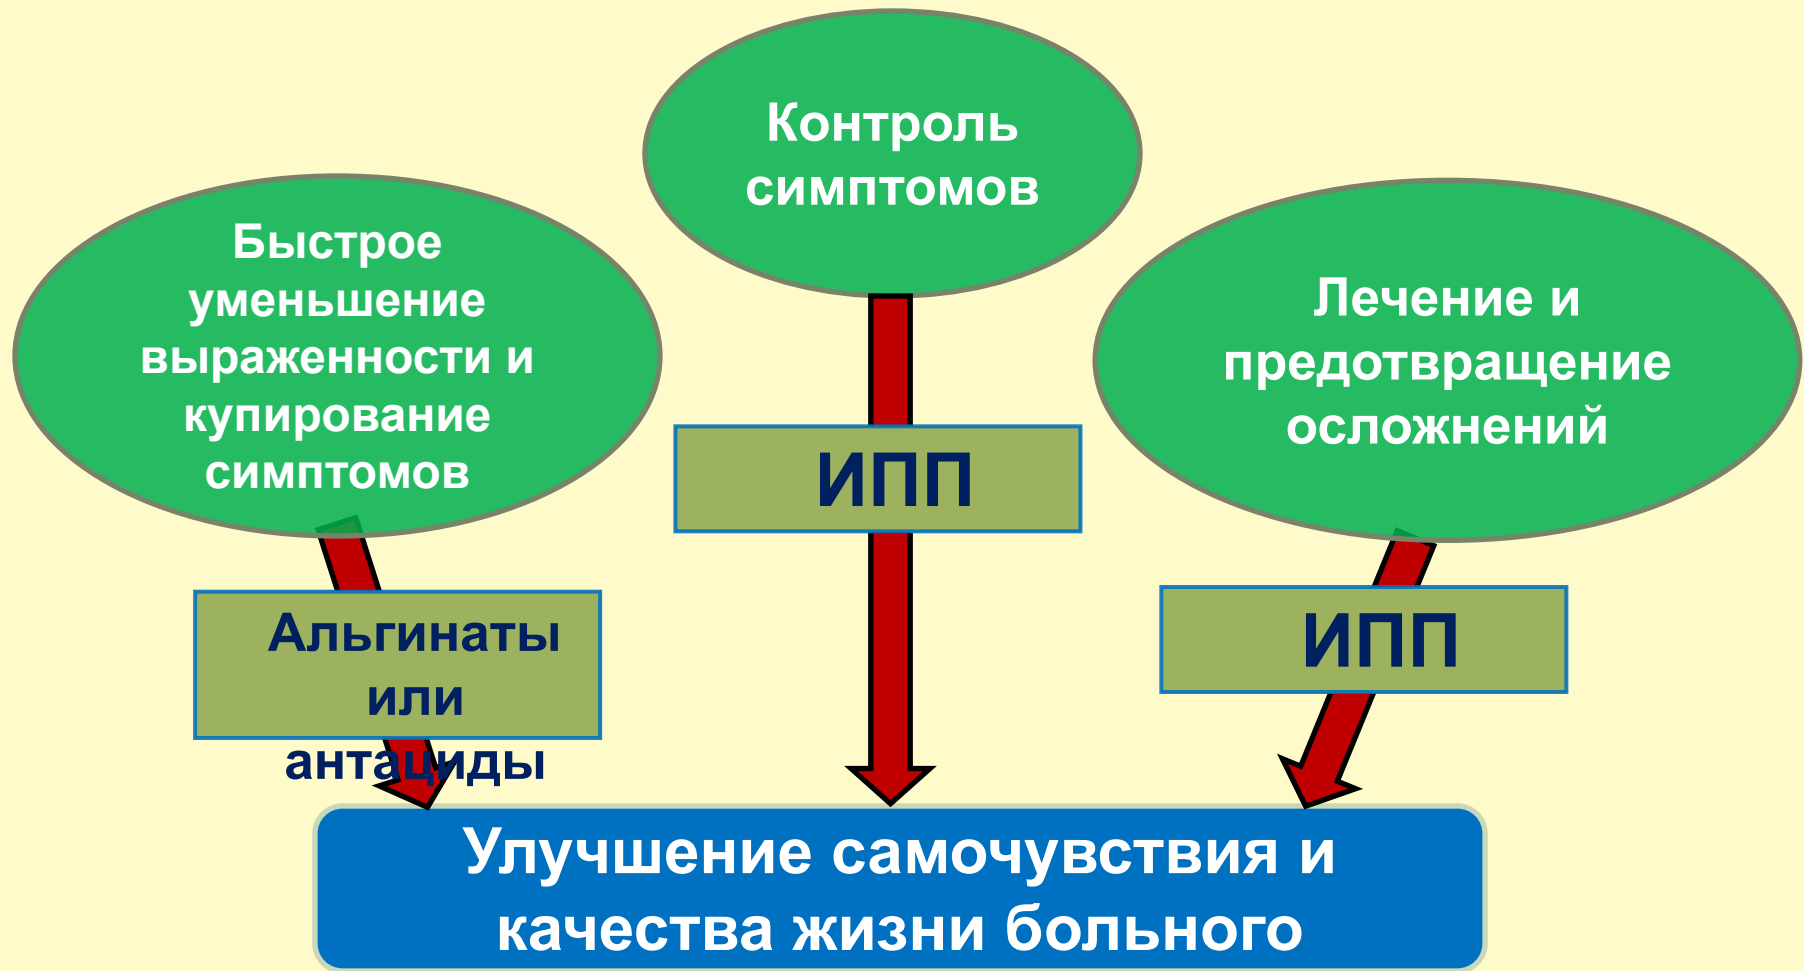 Контроль
симптомов
Быстрое
уменьшение
выраженности и
купирование
симптомов
Лечение и
предотвращение
осложнений
ИПП
Альгинаты
или
антациды
ИПП
Улучшение самочувствия и
качества жизни больного